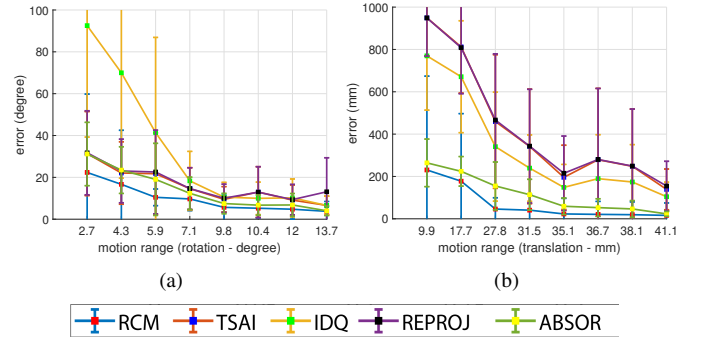 100
80
60
40
20
0
error (degree)
2.7 4.3 5.9 7.1 9.8 10.4 12 13.7
motion range (rotation - degree)
(a)
1000
800
600
400
200
0
error (mm)
9.9 17.7 27.8 31.5 35.1 36.7 38.1 41.1
motion range (translation - mm)
(b)
RCM TSAI IDQ REPROJ ABSOR